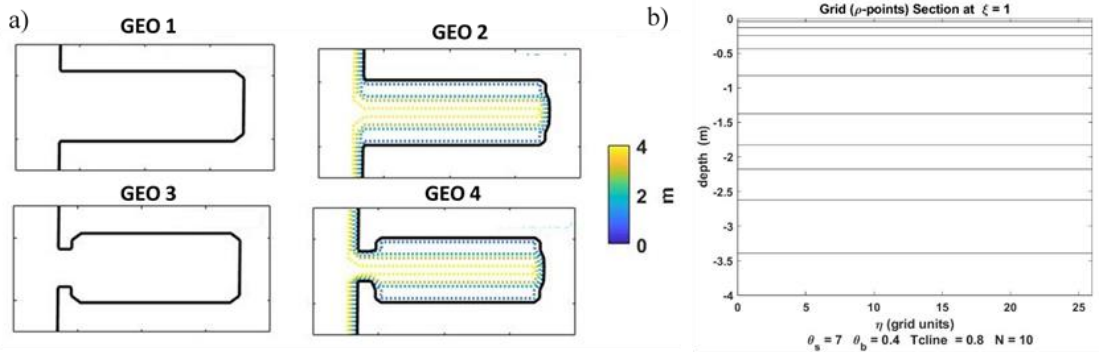 a)
GEO 1
GEO 2
GEO 3
GEO 4
4
2
0
m
b)
Grid (ρ-points) Section at ξ = 1
0
-0.5
-1
-1.5
-2
-2.5
-3
-3.5
-4
depth (m)
0 5 10 15 20 25
η (grid units)
θs = 7 θb = 0.4 Tcline = 0.8 N = 10